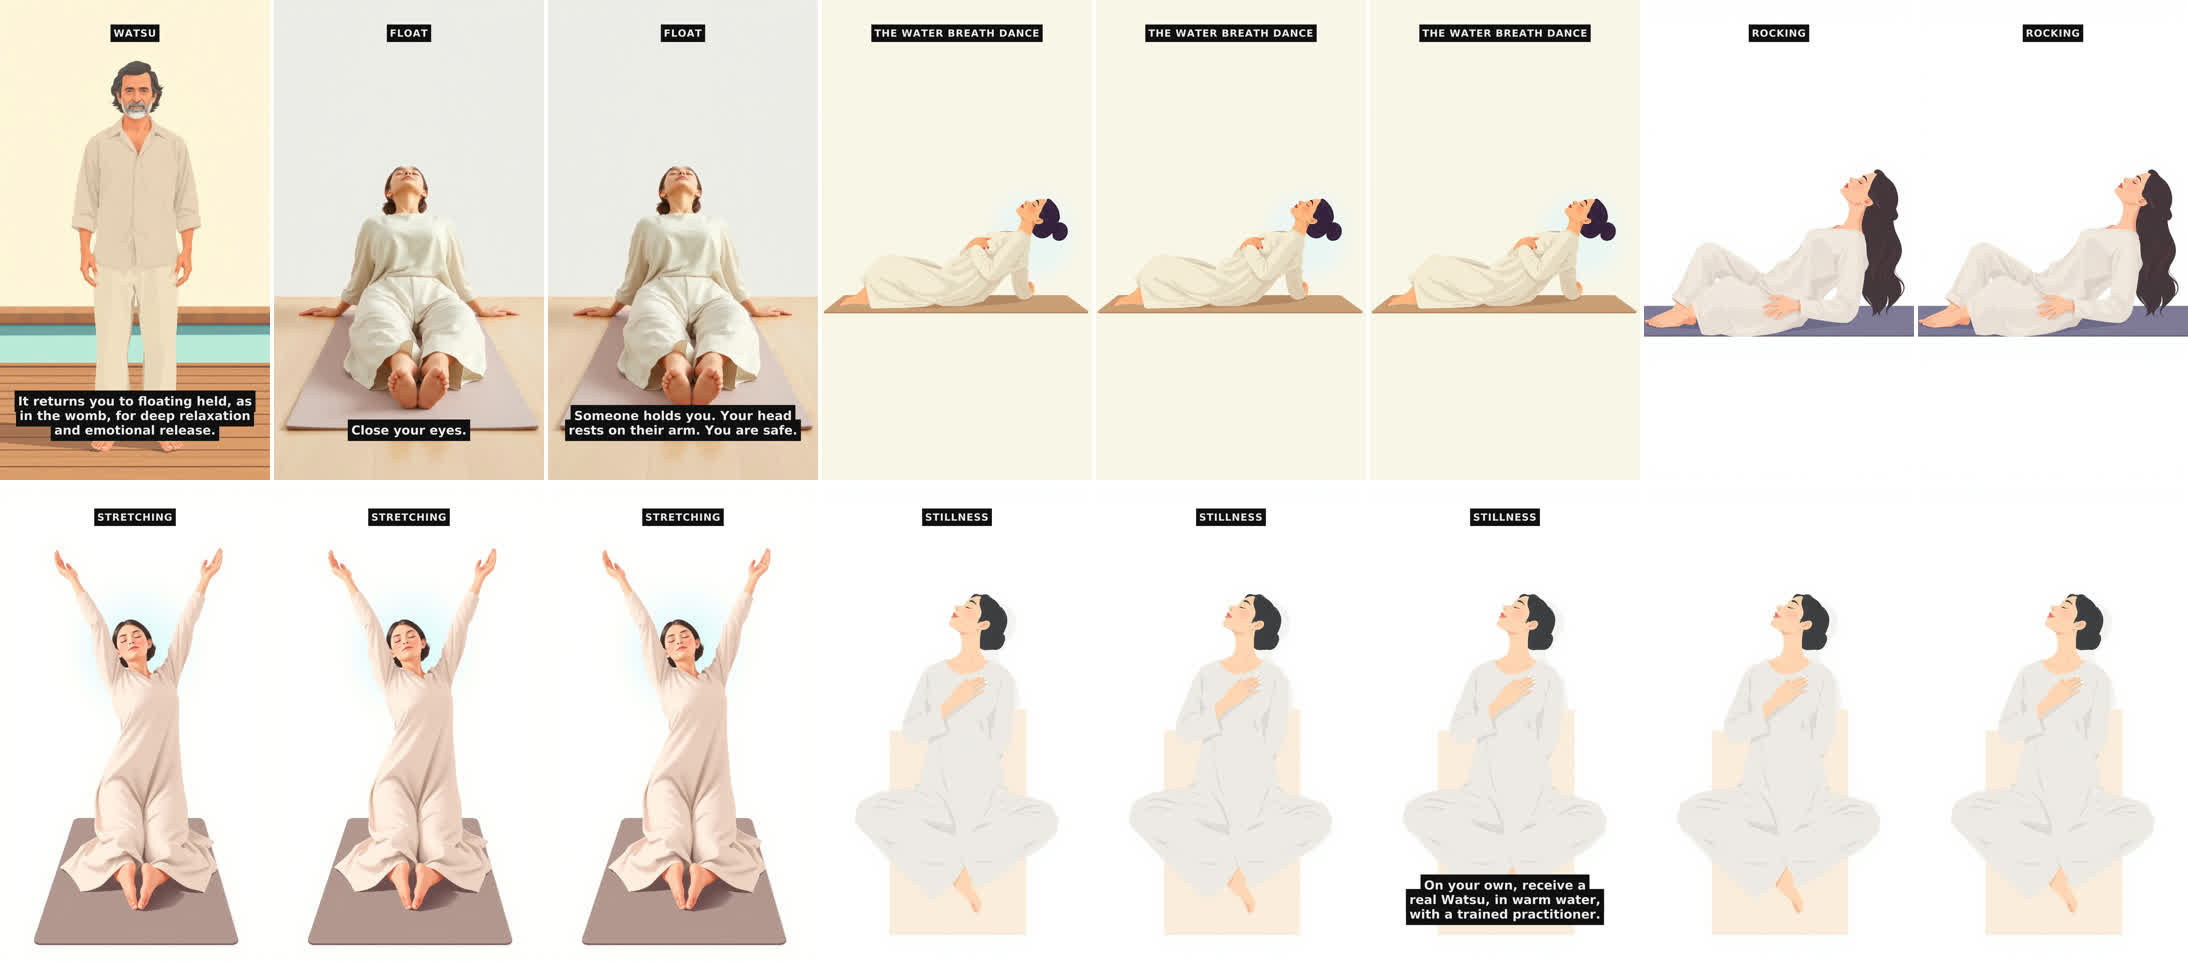 WATSU
It returns you to floating held, as
in the womb, for deep relaxation
and emotional release.
FLOAT
Close your eyes.
FLOAT
Someone holds you. Your head
rests on their arm. You are safe.
THE WATER BREATH DANCE
THE WATER BREATH DANCE
THE WATER BREATH DANCE
ROCKING
ROCKING
STRETCHING
STRETCHING
STRETCHING
STILLNESS
STILLNESS
STILLNESS
On your own, receive a
real Watsu, in warm water,
with a trained practitioner.